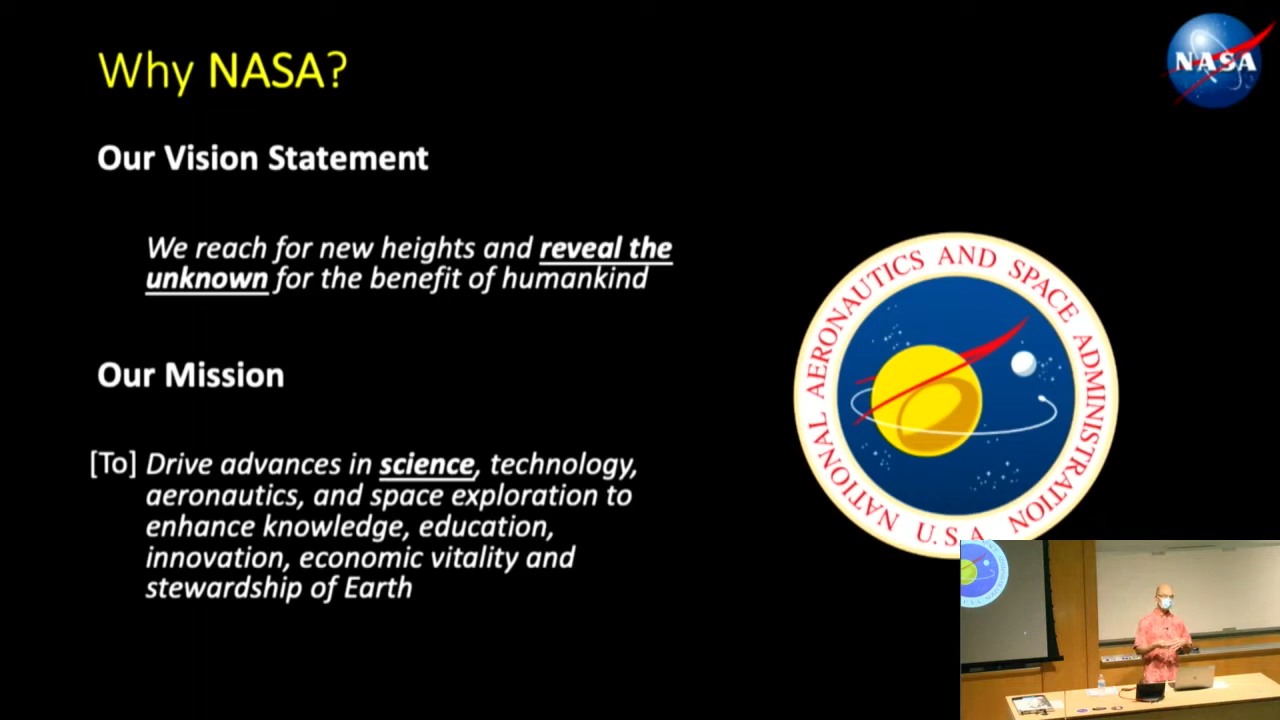 Why NASA?
NASA
Our Vision Statement
We reach for new heights and reveal the
unknown for the benefit of humankind
Our Mission
[To] Drive advances in science, technology,
aeronautics, and space exploration to
enhance knowledge, education,
innovation, economic vitality and
stewardship of Earth
NATIONAL AERONAUTICS AND SPACE ADMINISTRATION
U.S.A